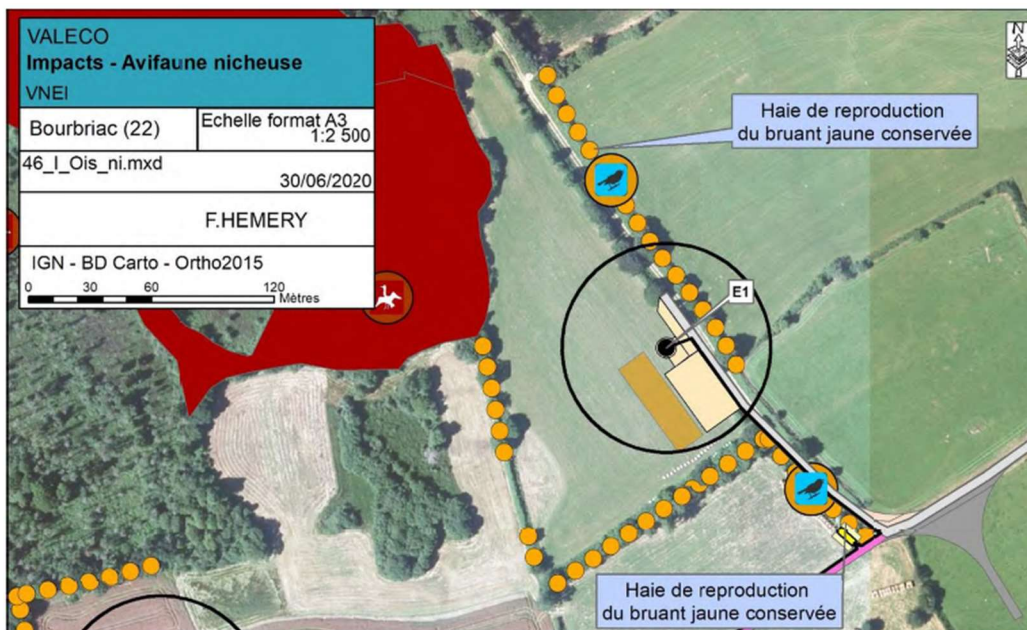 VALECO
Impacts - Avifaune nicheuse
VNEI
Bourbriac (22)
Echelle format A3
1:2 500
46_I_Ois_ni.mxd
30/06/2020
F.HEMERY
IGN - BD Carto - Ortho2015
0 30 60 120
Mètres
N
Haie de reproduction
du bruant jaune conservée
E1
Haie de reproduction
du bruant jaune conservée